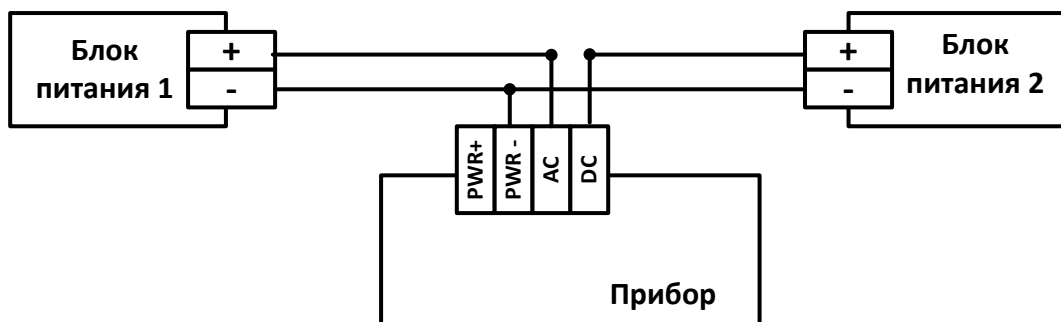 Блок
питания 1
+
-
+
-
Блок
питания 2
PWR+
PWR -
AC
DC
Прибор